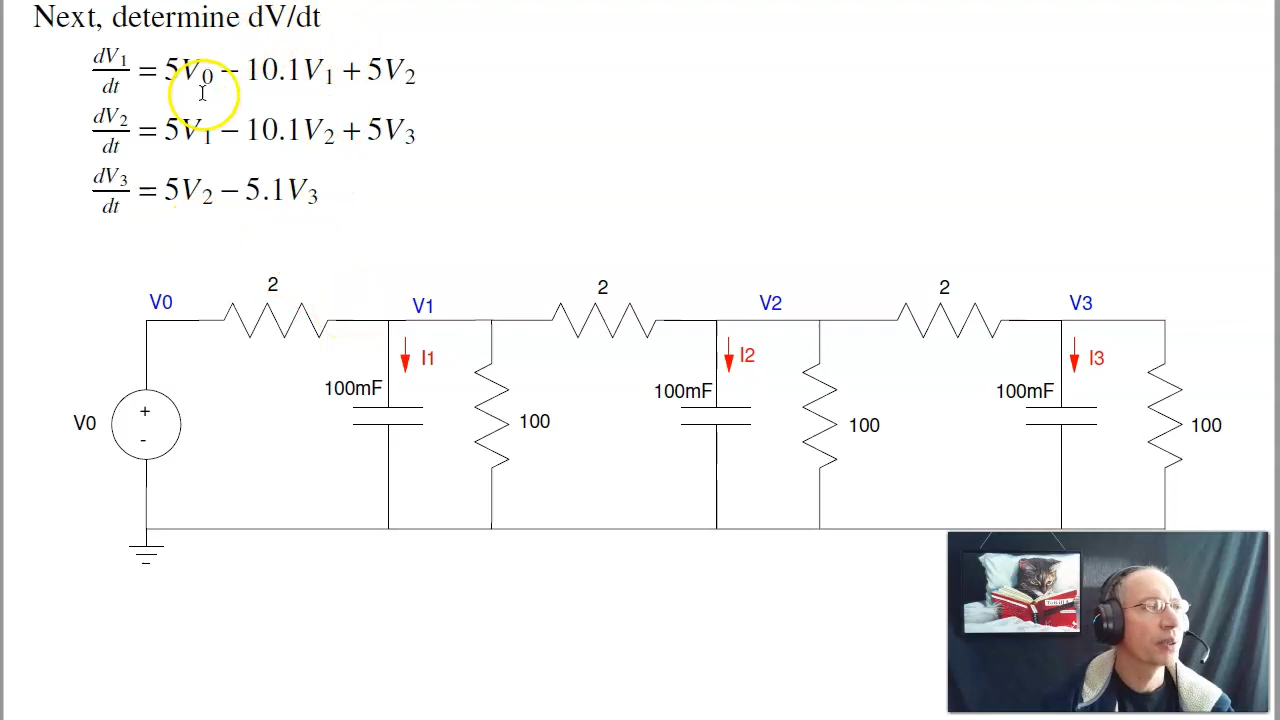 Next, determine dV/dt
dV₁/dt = 5V₀ − 10.1V₁ + 5V₂
dV₂/dt = 5V₁ − 10.1V₂ + 5V₃
dV₃/dt = 5V₂ − 5.1V₃
V0 2 V1 2 V2 2 V3
I1 I2 I3
100mF 100mF 100mF
V0 + - 100 100 100